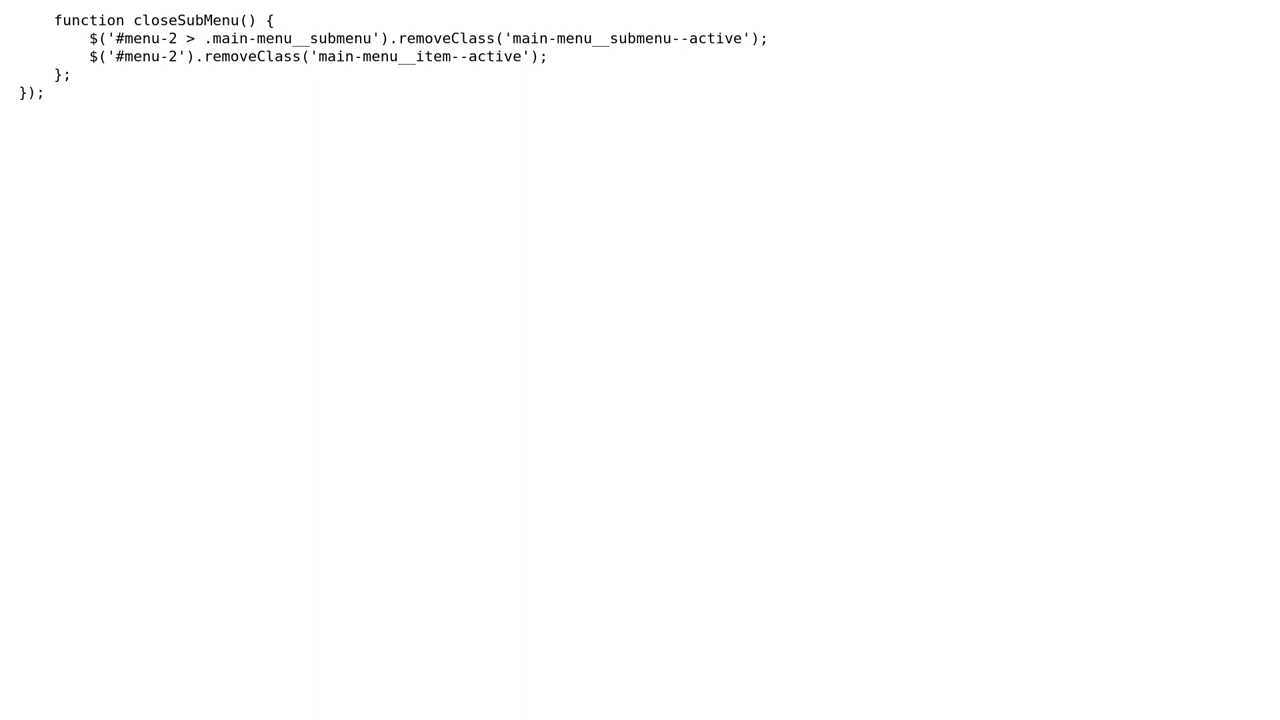 function closeSubMenu() {
        $('#menu-2 > .main-menu__submenu').removeClass('main-menu__submenu--active');
        $('#menu-2').removeClass('main-menu__item--active');
    };
});